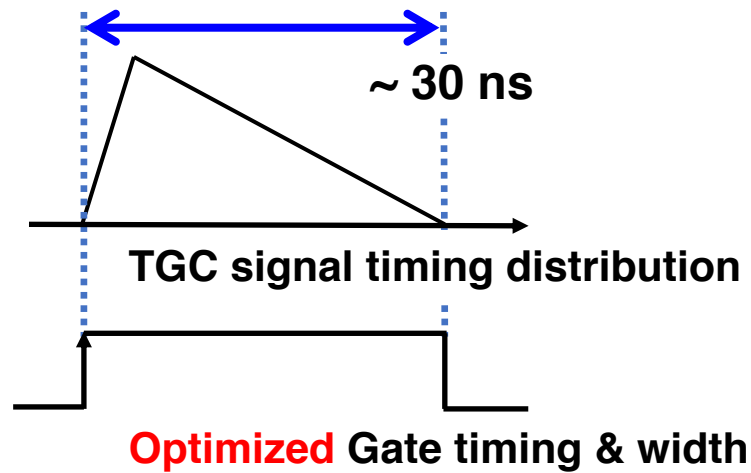 ~ 30 ns
TGC signal timing distribution
Optimized Gate timing & width